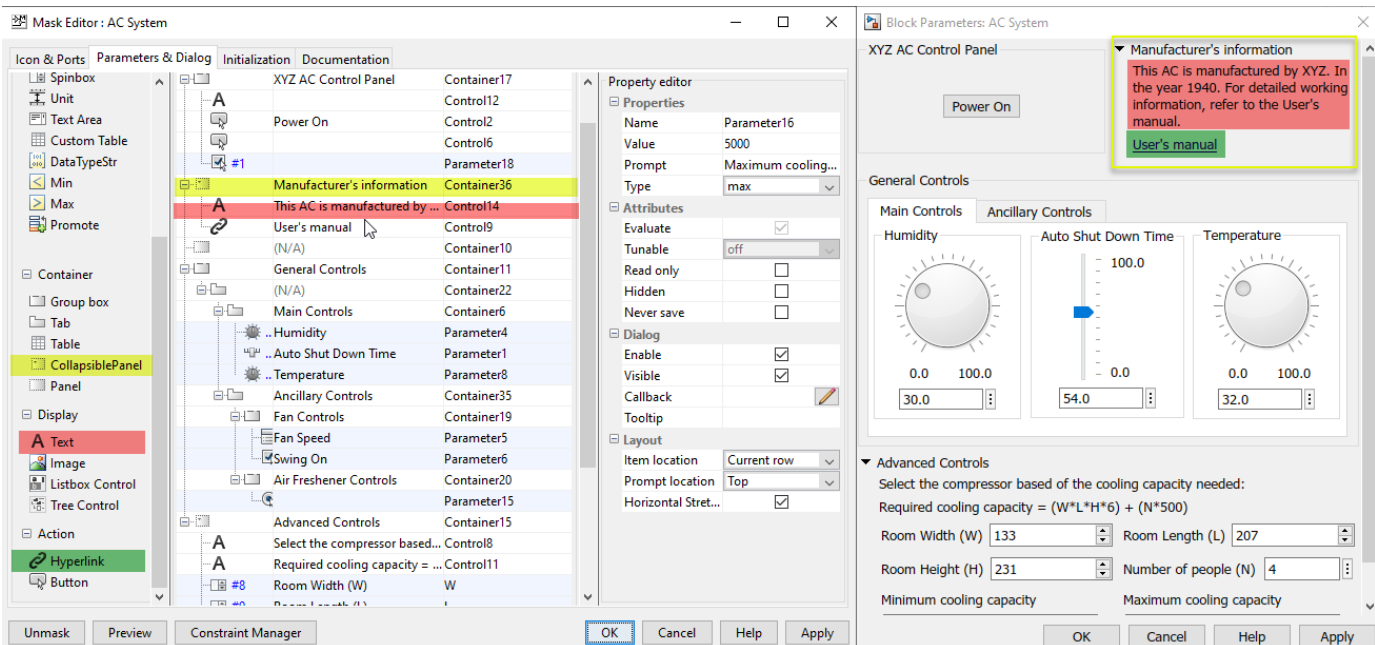 Mask Editor : AC System
Icon & Ports Parameters & Dialog Initialization Documentation
Spinbox
Unit
Text Area
Custom Table
DataTypeStr
Min
Max
Promote
Container
Group box
Tab
Table
CollapsiblePanel
Panel
Display
A Text
Image
Listbox Control
Tree Control
Action
Hyperlink
Button
XYZ AC Control Panel Container17
A Control12
Power On Control2
Control6
#1 Parameter18
Manufacturer's information Container36
A This AC is manufactured by ... Control14
User's manual Control9
(N/A) Container10
General Controls Container11
(N/A) Container22
Main Controls Container6
.. Humidity Parameter4
.. Auto Shut Down Time Parameter1
.. Temperature Parameter8
Ancillary Controls Container35
Fan Controls Container19
Fan Speed Parameter5
Swing On Parameter6
Air Freshener Controls Container20
Parameter15
Advanced Controls Container15
A Select the compressor based... Control8
A Required cooling capacity = ... Control11
#8 Room Width (W) W
#9 Room Length (L) L
Property editor
Properties
Name Parameter16
Value 5000
Prompt Maximum cooling...
Type max
Attributes
Evaluate
Tunable off
Read only
Hidden
Never save
Dialog
Enable
Visible
Callback
Tooltip
Layout
Item location Current row
Prompt location Top
Horizontal Stret...
Unmask Preview Constraint Manager OK Cancel Help Apply
Block Parameters: AC System
XYZ AC Control Panel
Power On
Manufacturer's information
This AC is manufactured by XYZ. In
the year 1940. For detailed working
information, refer to the User's
manual.
User's manual
General Controls
Main Controls Ancillary Controls
Humidity Auto Shut Down Time Temperature
100.0
0.0
0.0 100.0 0.0 100.0
30.0 54.0 32.0
Advanced Controls
Select the compressor based of the cooling capacity needed:
Required cooling capacity = (W*L*H*6) + (N*500)
Room Width (W) 133 Room Length (L) 207
Room Height (H) 231 Number of people (N) 4
Minimum cooling capacity Maximum cooling capacity
OK Cancel Help Apply